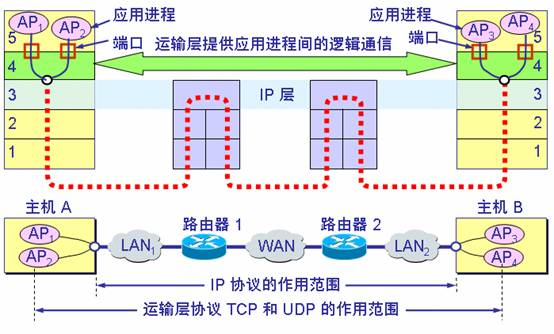 应用进程
应用进程
AP1
AP2
AP3
AP4
5
5
端口
运输层提供应用进程间的逻辑通信
端口
4
4
3
IP 层
3
2
2
1
1
主机 A
路由器 1
路由器 2
主机 B
AP1
AP2
LAN1
WAN
LAN2
AP3
AP4
IP 协议的作用范围
运输层协议 TCP 和 UDP 的作用范围